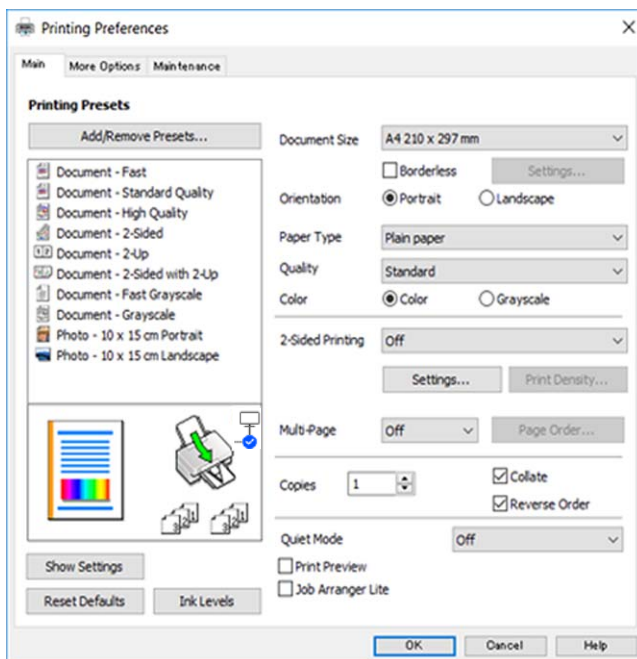 Printing Preferences
Main More Options Maintenance
Printing Presets
Add/Remove Presets...
Document - Fast
Document - Standard Quality
Document - High Quality
Document - 2-Sided
Document - 2-Up
Document - 2-Sided with 2-Up
Document - Fast Grayscale
Document - Grayscale
Photo - 10 x 15 cm Portrait
Photo - 10 x 15 cm Landscape
Show Settings
Reset Defaults Ink Levels
Document Size A4 210 x 297 mm
Borderless Settings...
Orientation Portrait Landscape
Paper Type Plain paper
Quality Standard
Color Color Grayscale
2-Sided Printing Off
Settings... Print Density...
Multi-Page Off Page Order...
Copies 1 Collate
Reverse Order
Quiet Mode Off
Print Preview
Job Arranger Lite
OK Cancel Help